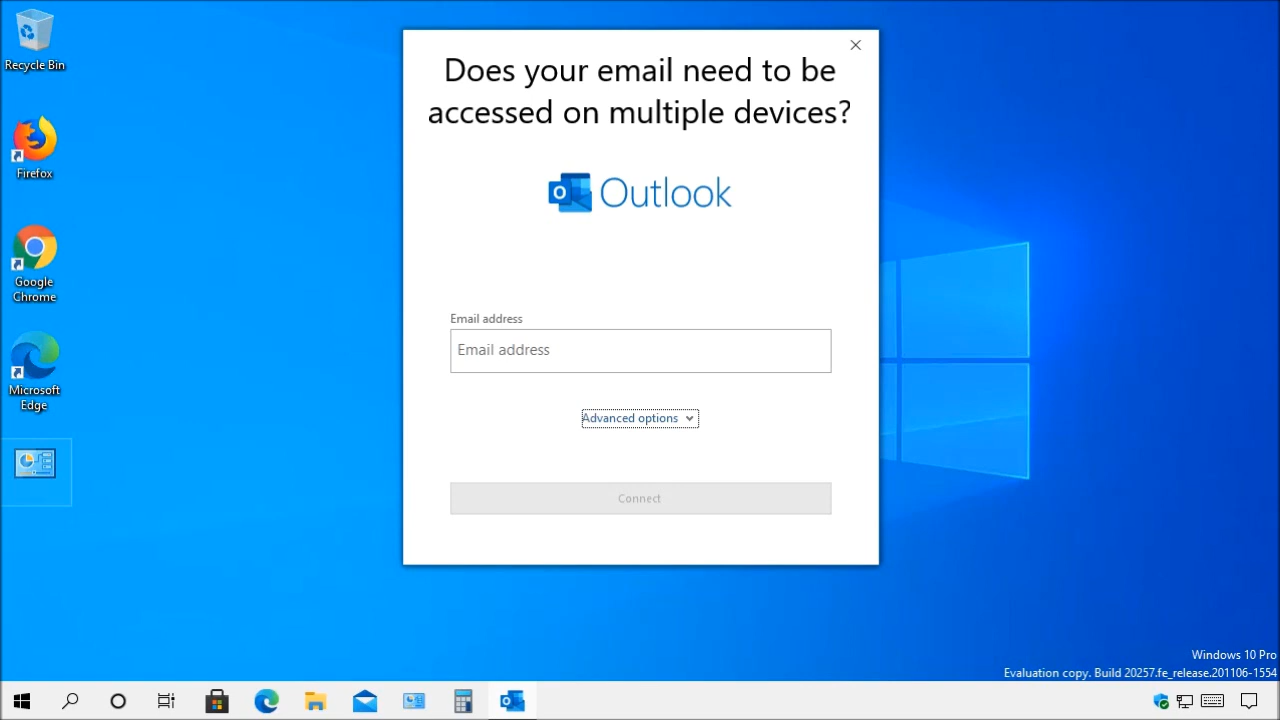 Recycle Bin
Firefox
Google
Chrome
Microsoft
Edge
Does your email need to be
accessed on multiple devices?
Outlook
Email address
Email address
Advanced options
Connect
Windows 10 Pro
Evaluation copy. Build 20257.fe_release.201106-1554